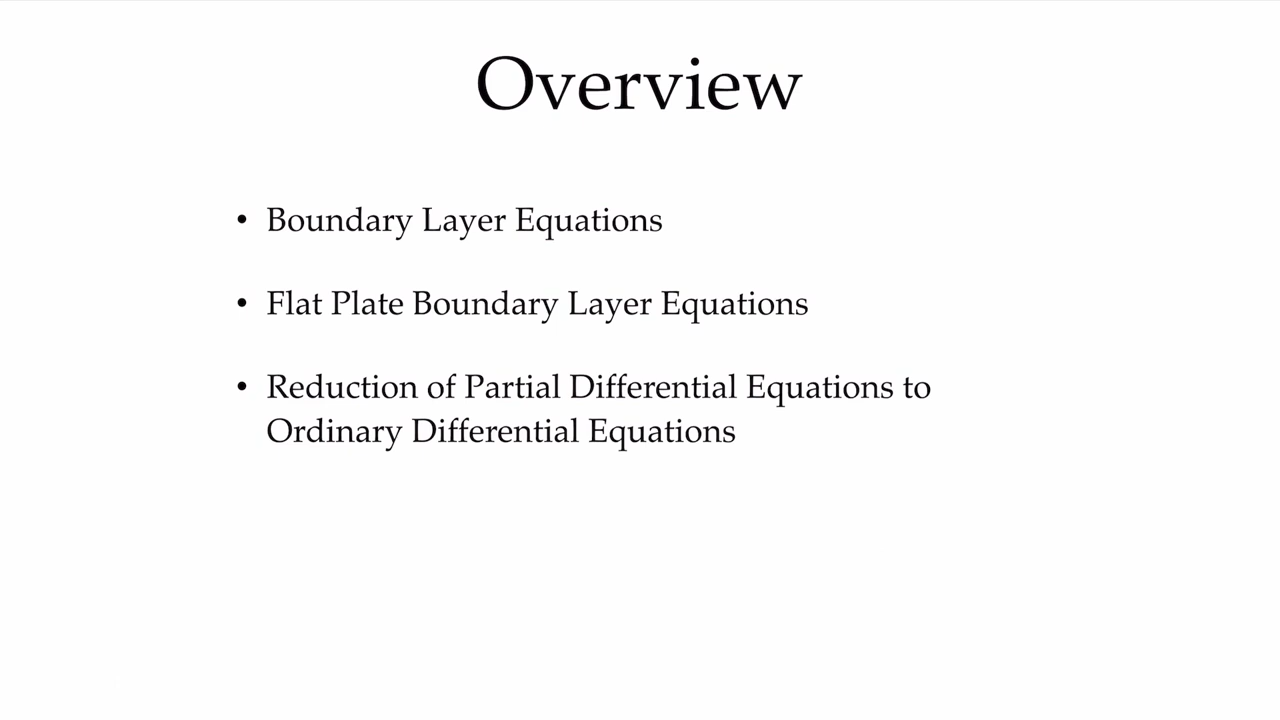 Overview
• Boundary Layer Equations
• Flat Plate Boundary Layer Equations
• Reduction of Partial Differential Equations to
Ordinary Differential Equations